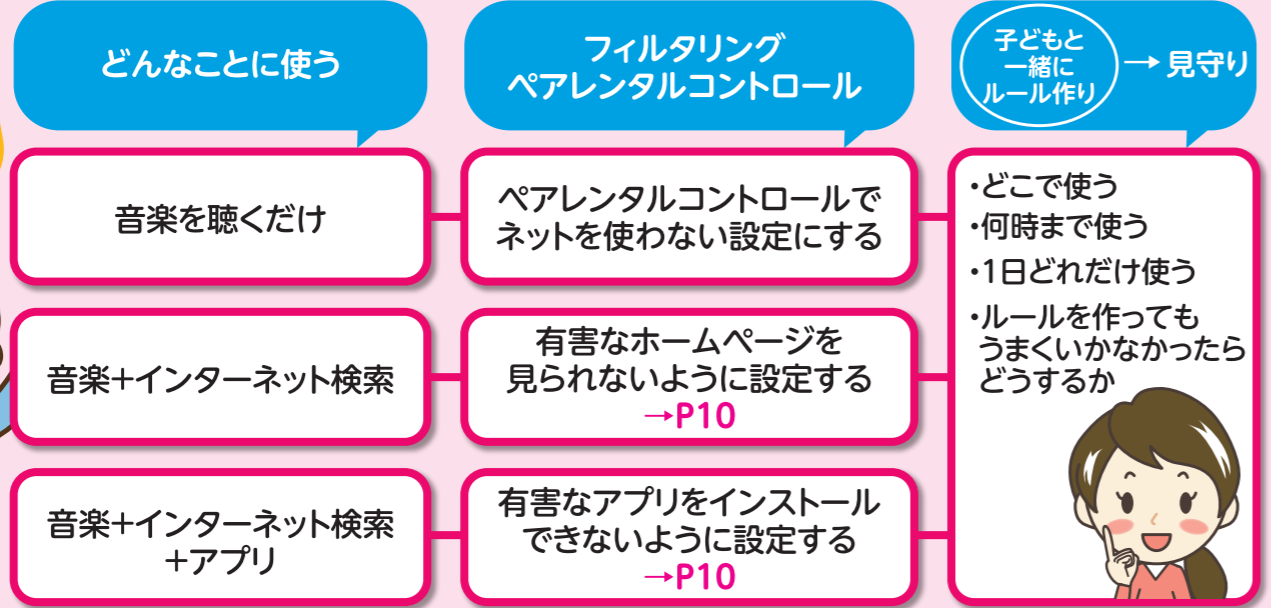 どんなことに使う
フィルタリング
ペアレンタルコントロール
子どもと
一緒に
ルール作り
→見守り
音楽を聴くだけ
ペアレンタルコントロールで
ネットを使わない設定にする
音楽+インターネット検索
有害なホームページを
見られないように設定する
→P10
音楽+インターネット検索
+アプリ
有害なアプリをインストール
できないように設定する
→P10
・どこで使う
・何時まで使う
・1日どれだけ使う
・ルールを作っても
うまくいかなかったら
どうするか